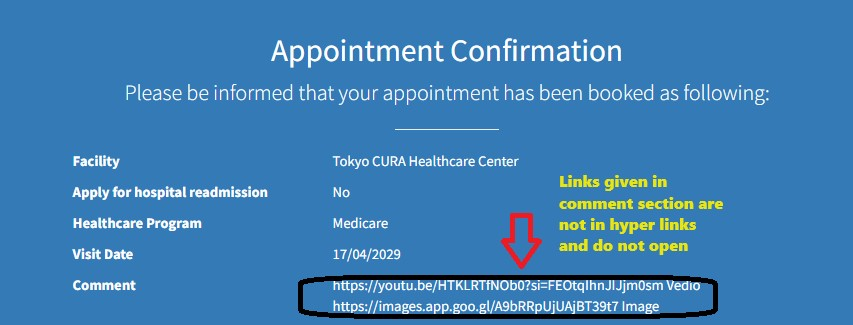 Appointment Confirmation
Please be informed that your appointment has been booked as following:
Facility Tokyo CURA Healthcare Center
Apply for hospital readmission No
Healthcare Program Medicare
Visit Date 17/04/2029
Comment https://youtu.be/HTKLRTfNOb0?si=FEOtqIhnJIJjm0sm Vedio
https://images.app.goo.gl/A9bRRpUjUAjBT39t7 Image
Links given in
comment section are
not in hyper links
and do not open